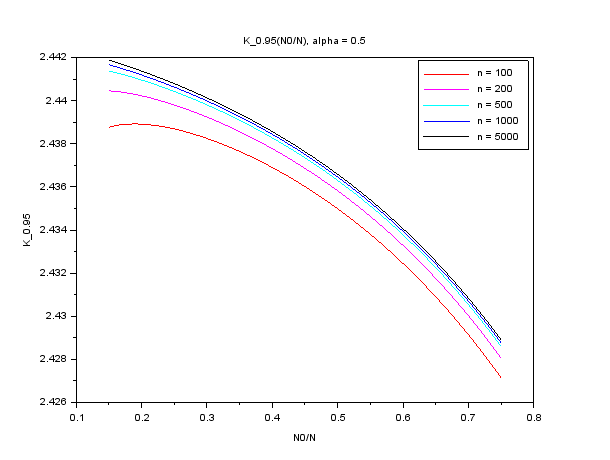 K_0.95(N0/N), alpha = 0.5
2.442
2.44
2.438
2.436
2.434
2.432
2.43
2.428
2.426
K_0.95
0.1 0.2 0.3 0.4 0.5 0.6 0.7 0.8
N0/N
n = 100
n = 200
n = 500
n = 1000
n = 5000